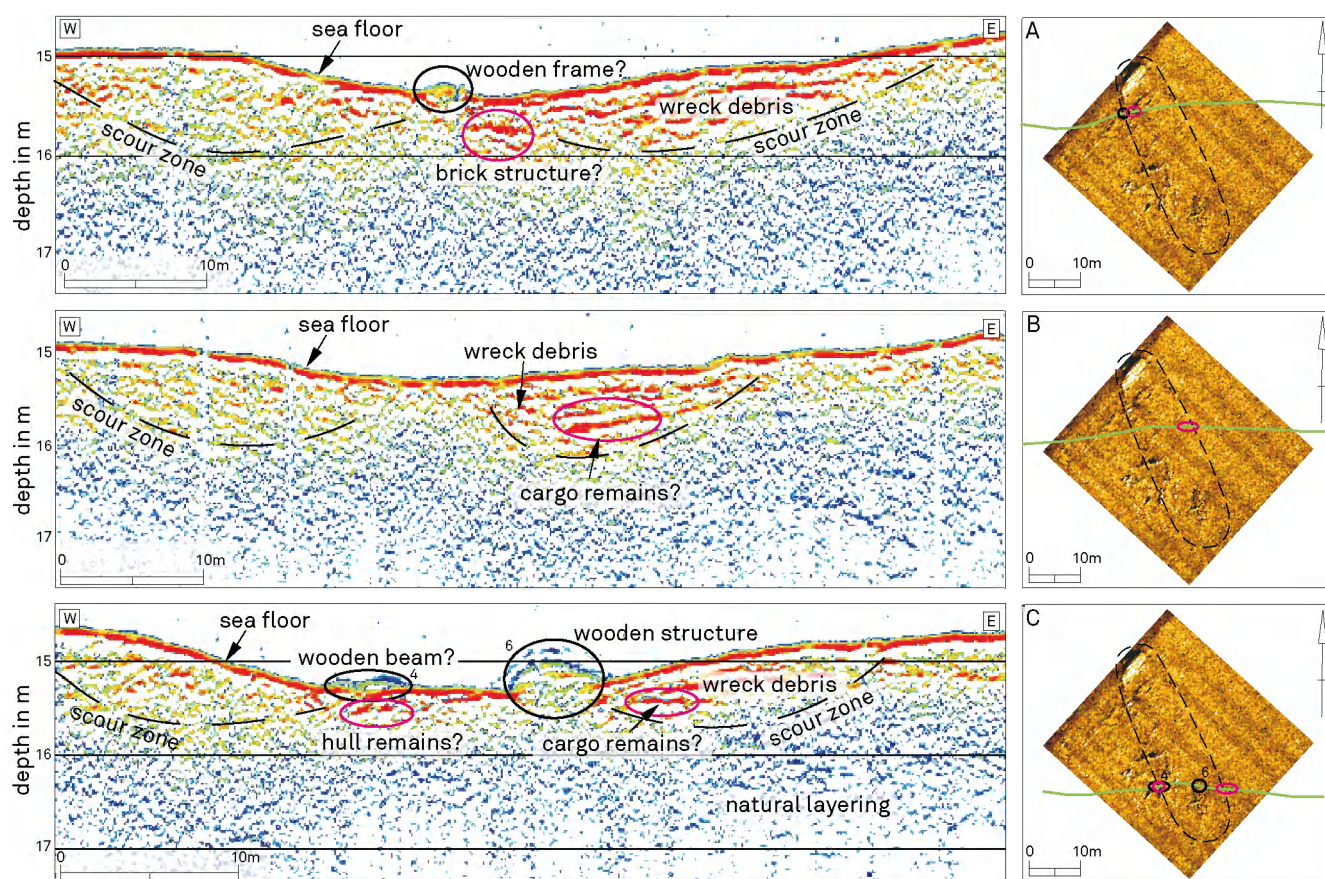 W
E
sea floor
15
wooden frame?
wreck debris
scour zone
scour zone
16
brick structure?
17
depth in m
0 10m
A
0 10m
W
E
sea floor
15
wreck debris
scour zone
16
cargo remains?
17
depth in m
0 10m
B
0 10m
W
E
sea floor
wooden structure
6
15
wooden beam?
4
wreck debris
scour zone
scour zone
hull remains?
cargo remains?
16
natural layering
17
depth in m
0 10m
C
4
6
0 10m